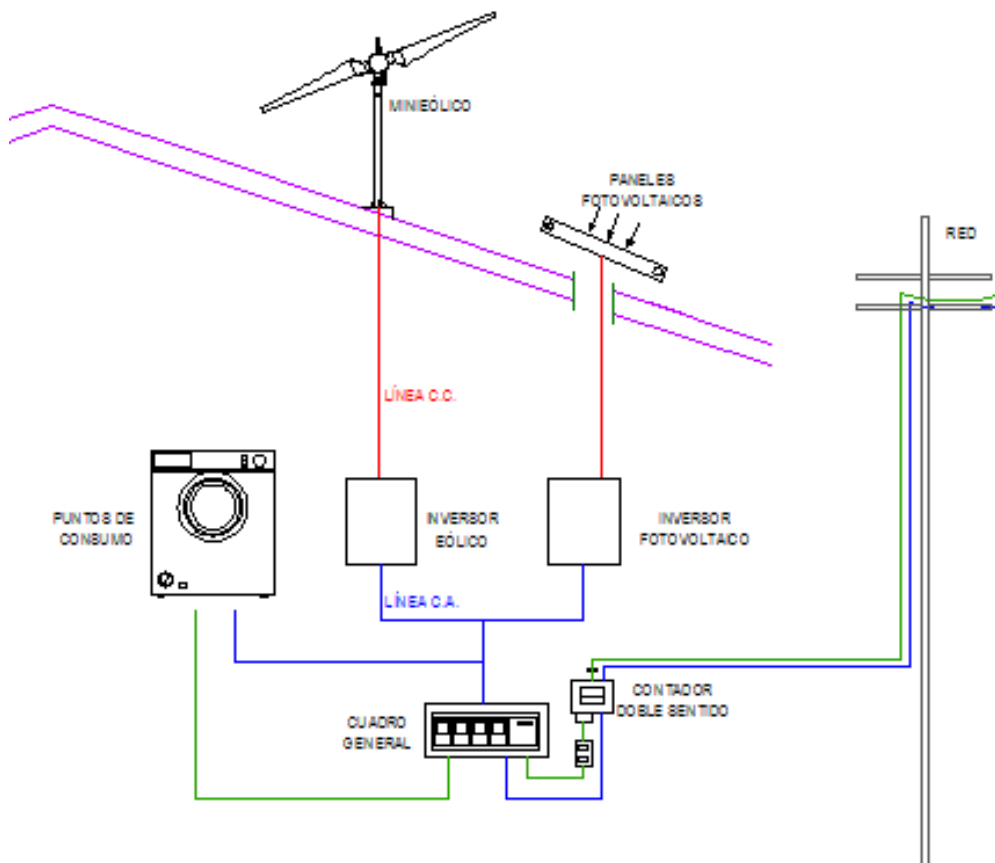 MINIEÓLICO
PANELES
FOTOVOLTAICOS
RED
LÍNEA C.C.
PUNTOS DE
CONSUMO
INVERSOR
EÓLICO
INVERSOR
FOTOVOLTAICO
LÍNEA C.A.
CONTADOR
DOBLE SENTIDO
CUADRO
GENERAL